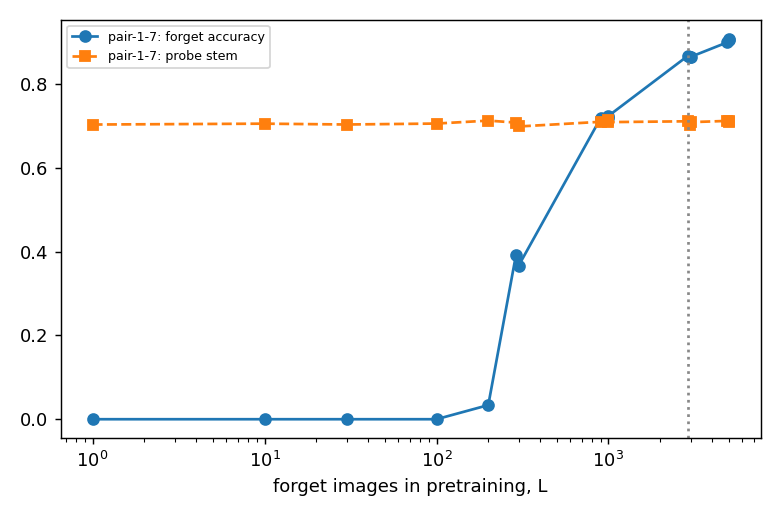 pair-1-7: forget accuracy
pair-1-7: probe stem
0.8
0.6
0.4
0.2
0.0
10⁰ 10¹ 10² 10³
forget images in pretraining, L